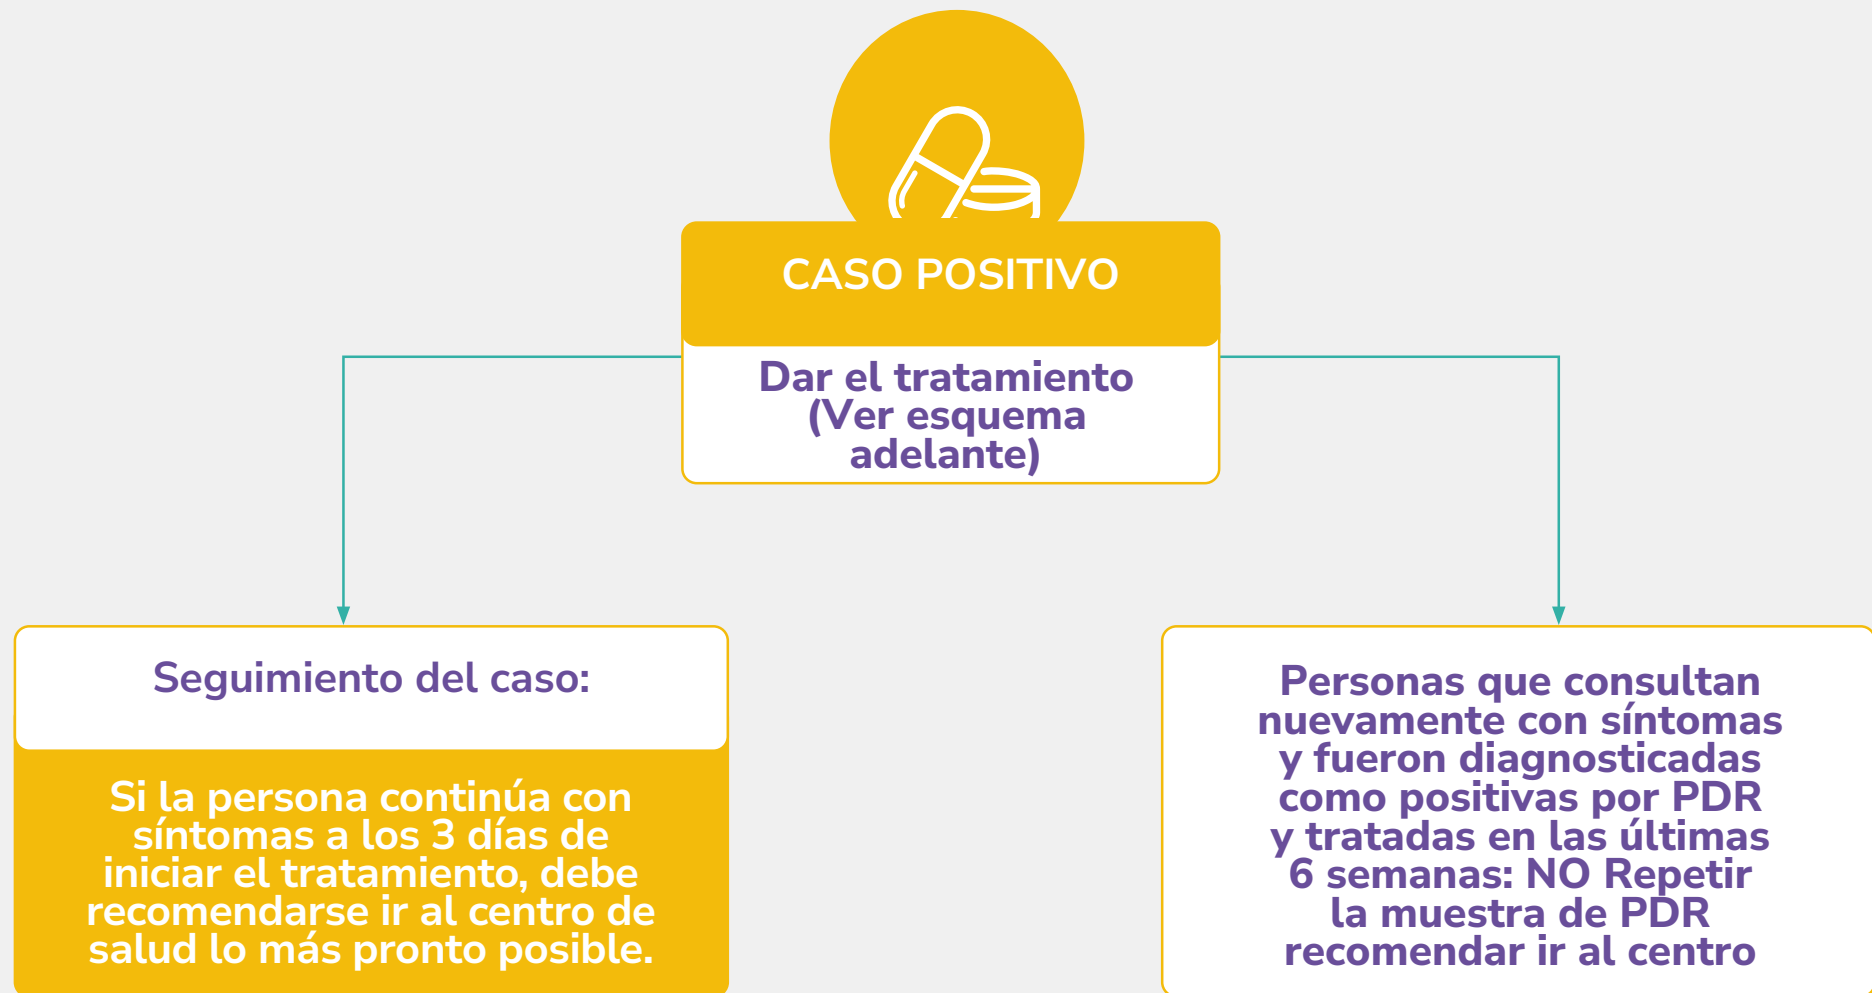 CASO POSITIVO
Dar el tratamiento
(Ver esquema
adelante)
Seguimiento del caso:
Si la persona continúa con
síntomas a los 3 días de
iniciar el tratamiento, debe
recomendarse ir al centro de
salud lo más pronto posible.
Personas que consultan
nuevamente con síntomas
y fueron diagnosticadas
como positivas por PDR
y tratadas en las últimas
6 semanas: NO Repetir
la muestra de PDR
recomendar ir al centro